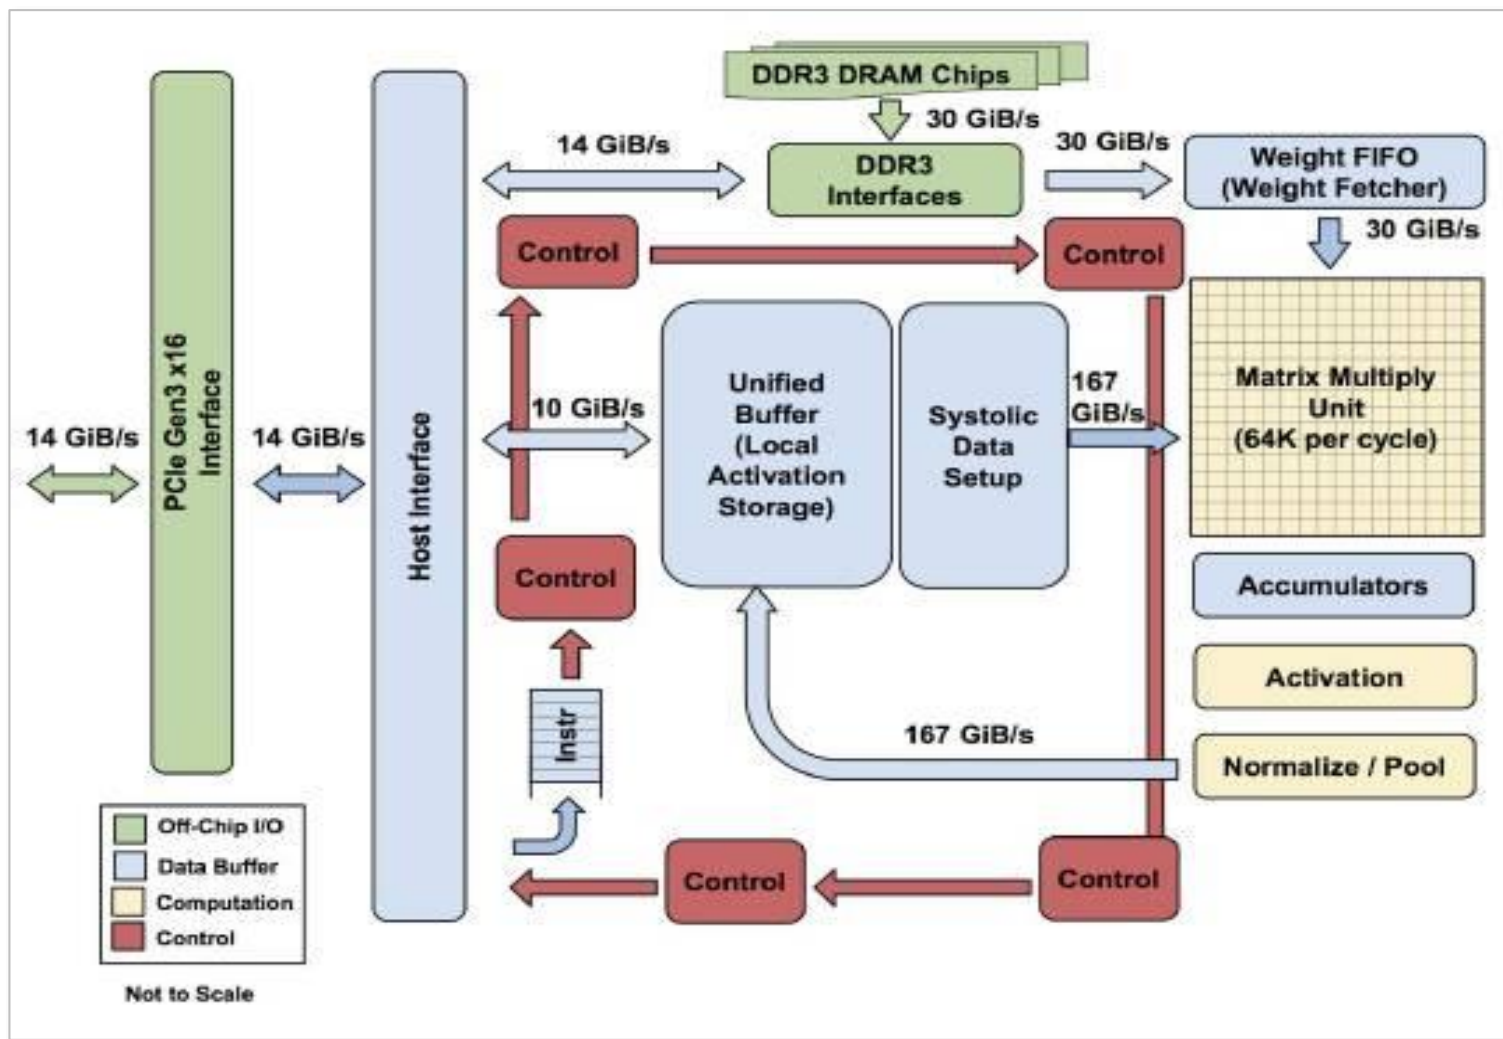 DDR3 DRAM Chips
30 GiB/s
14 GiB/s
DDR3
Interfaces
30 GiB/s
Weight FIFO
(Weight Fetcher)
30 GiB/s
Control
Control
PCIe Gen3 x16
Interface
14 GiB/s
14 GiB/s
Host Interface
10 GiB/s
Unified
Buffer
(Local
Activation
Storage)
Systolic
Data
Setup
167
GiB/s
Matrix Multiply
Unit
(64K per cycle)
Control
Accumulators
Activation
Instr
167 GiB/s
Normalize / Pool
Control
Control
Off-Chip I/O
Data Buffer
Computation
Control
Not to Scale